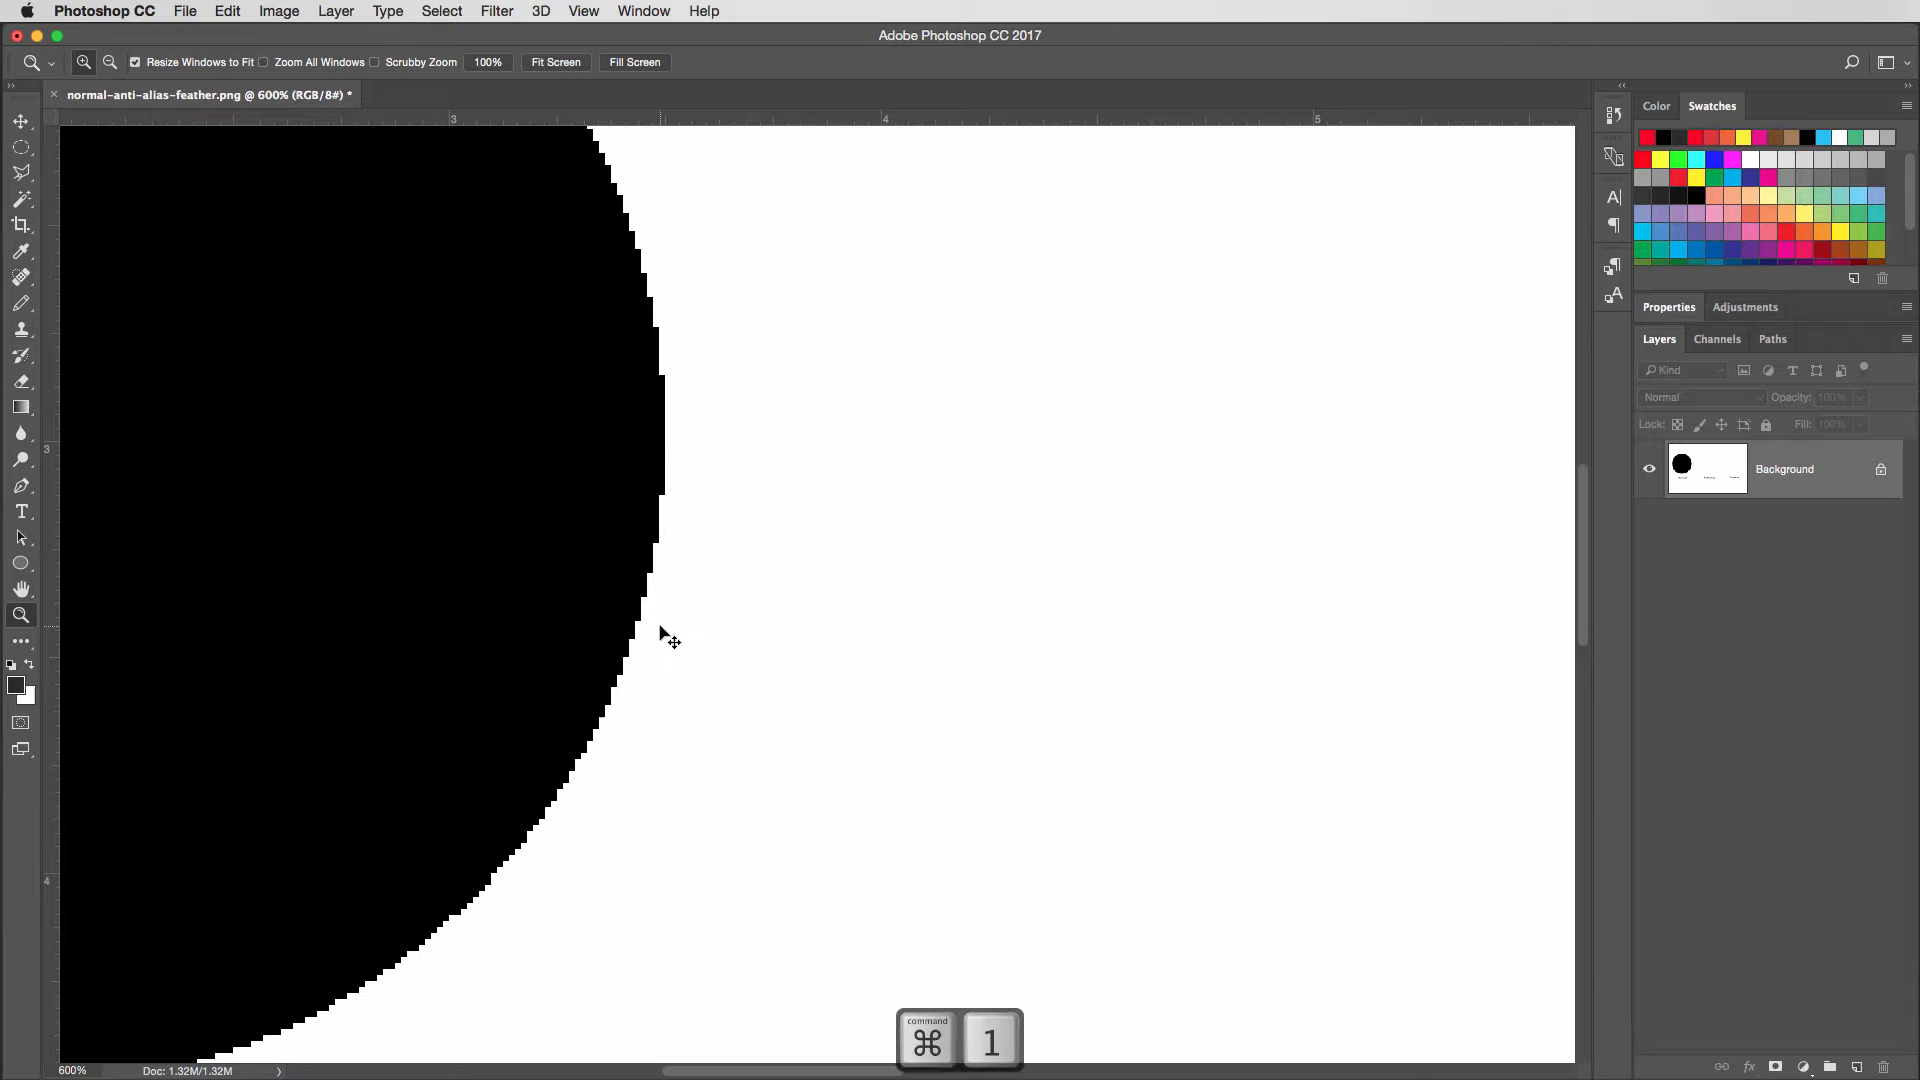 Photoshop CC File Edit Image Layer Type Select Filter 3D View Window Help
Adobe Photoshop CC 2017
Resize Windows to Fit Zoom All Windows Scrubby Zoom 100% Fit Screen Fill Screen
normal-anti-alias-feather.png @ 600% (RGB/8#) *
Color Swatches
3 4 5
Properties Adjustments
Layers Channels Paths
Kind
Normal Opacity: 100%
Lock: Fill: 100%
3
Background
4
command
⌘ 1
600% Doc: 1.32M/1.32M